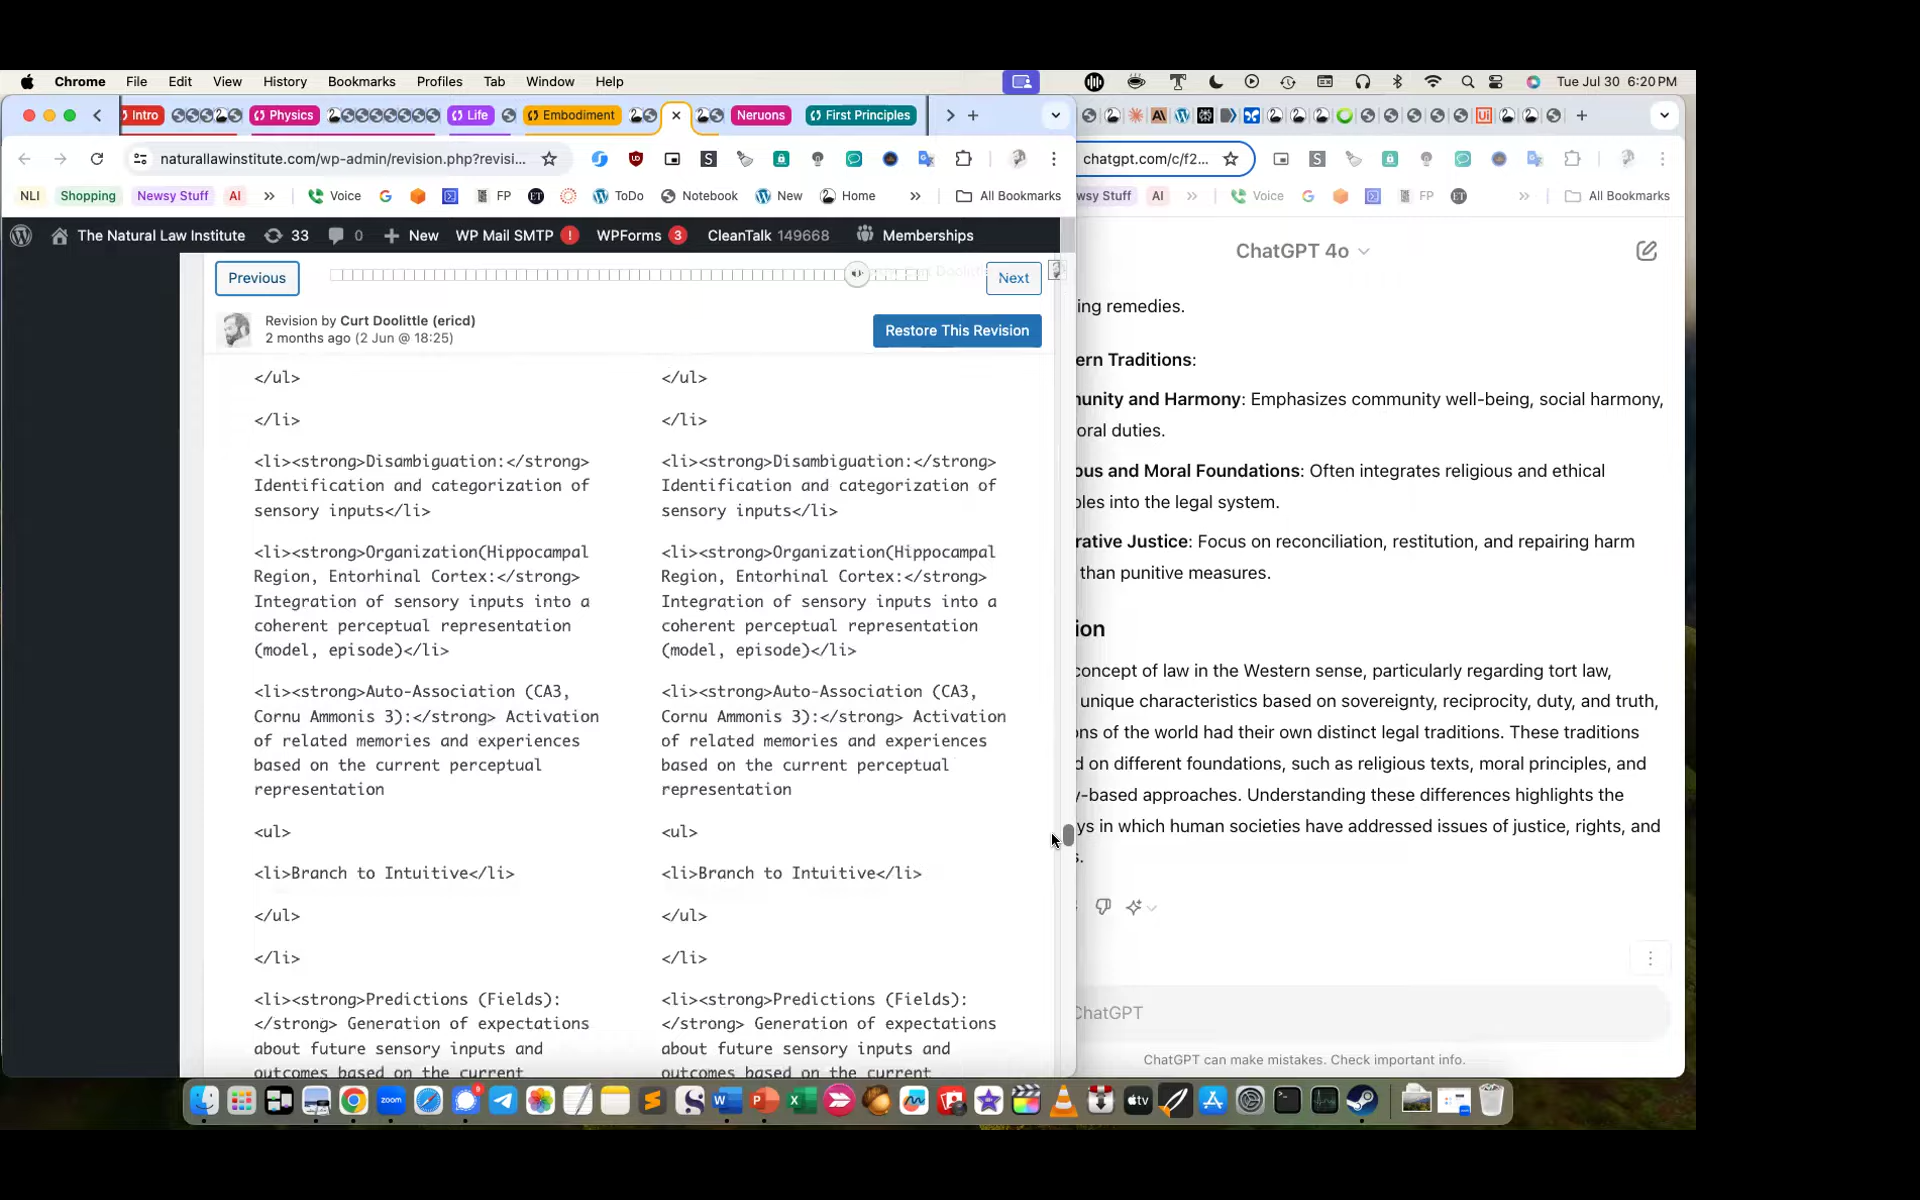 Chrome File Edit View History Bookmarks Profiles Tab Window Help Tue Jul 30 6:20 PM
Intro Physics Life Embodiment Neruons First Principles
naturallawinstitute.com/wp-admin/revision.php?revisi...
NLI Shopping Newsy Stuff AI » Voice FP ToDo Notebook New Home » All Bookmarks
The Natural Law Institute 33 0 New WP Mail SMTP ! WPForms 3 CleanTalk 149668 Memberships
Previous Next
Revision by Curt Doolittle (ericd)
2 months ago (2 Jun @ 18:25)
Restore This Revision
</ul>
</li>
<li><strong>Disambiguation:</strong>
Identification and categorization of
sensory inputs</li>
<li><strong>Organization(Hippocampal
Region, Entorhinal Cortex:</strong>
Integration of sensory inputs into a
coherent perceptual representation
(model, episode)</li>
<li><strong>Auto-Association (CA3,
Cornu Ammonis 3):</strong> Activation
of related memories and experiences
based on the current perceptual
representation
<ul>
<li>Branch to Intuitive</li>
</ul>
</li>
<li><strong>Predictions (Fields):
</strong> Generation of expectations
about future sensory inputs and
outcomes based on the current
</ul>
</li>
<li><strong>Disambiguation:</strong>
Identification and categorization of
sensory inputs</li>
<li><strong>Organization(Hippocampal
Region, Entorhinal Cortex:</strong>
Integration of sensory inputs into a
coherent perceptual representation
(model, episode)</li>
<li><strong>Auto-Association (CA3,
Cornu Ammonis 3):</strong> Activation
of related memories and experiences
based on the current perceptual
representation
<ul>
<li>Branch to Intuitive</li>
</ul>
</li>
<li><strong>Predictions (Fields):
</strong> Generation of expectations
about future sensory inputs and
outcomes based on the current
chatgpt.com/c/f2...
wsy Stuff AI » Voice FP » All Bookmarks
ChatGPT 4o
ing remedies.
ern Traditions:
nunity and Harmony: Emphasizes community well-being, social harmony,
oral duties.
ous and Moral Foundations: Often integrates religious and ethical
ples into the legal system.
rative Justice: Focus on reconciliation, restitution, and repairing harm
than punitive measures.
ion
concept of law in the Western sense, particularly regarding tort law,
unique characteristics based on sovereignty, reciprocity, duty, and truth,
ons of the world had their own distinct legal traditions. These traditions
d on different foundations, such as religious texts, moral principles, and
y-based approaches. Understanding these differences highlights the
ys in which human societies have addressed issues of justice, rights, and
s.
ChatGPT
ChatGPT can make mistakes. Check important info.
zoom
tv